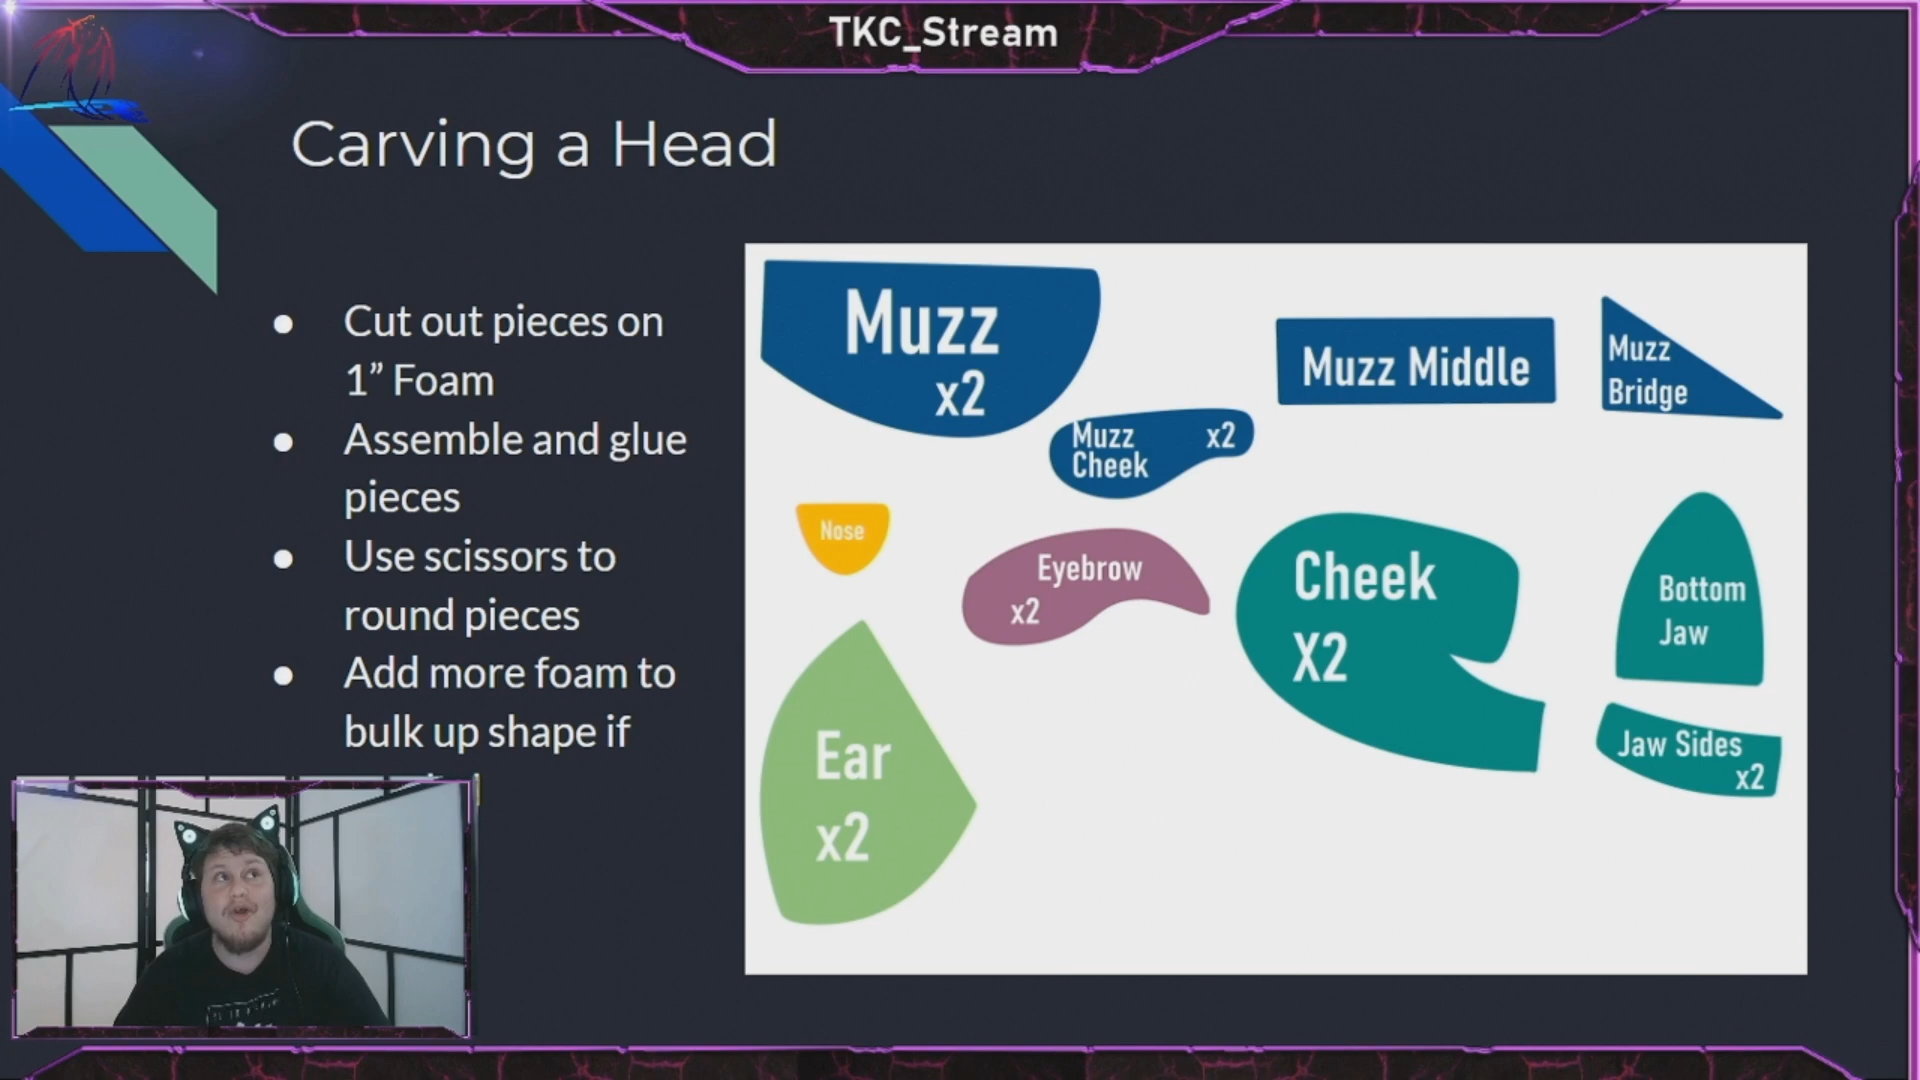 TKC_Stream
Carving a Head
● Cut out pieces on
1” Foam
● Assemble and glue
pieces
● Use scissors to
round pieces
● Add more foam to
bulk up shape if
Muzz
x2
Muzz Middle
Muzz
Bridge
Muzz
Cheek
x2
Nose
Eyebrow
x2
Cheek
X2
Bottom
Jaw
Ear
x2
Jaw Sides
x2